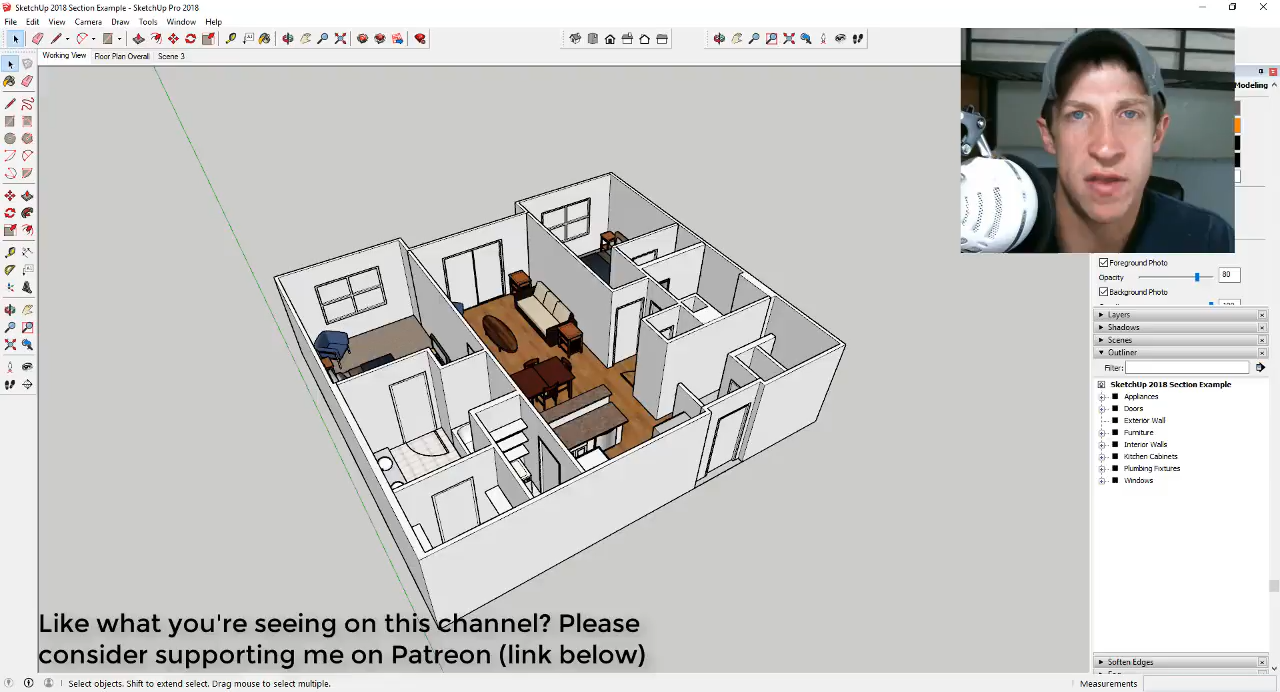 SketchUp 2018 Section Example - SketchUp Pro 2018
File Edit View Camera Draw Tools Window Help
Working View Floor Plan Overall Scene 3
Modeling
Foreground Photo
Opacity 80
Background Photo
Layers
Shadows
Scenes
Outliner
Filter:
SketchUp 2018 Section Example
Appliances
Doors
Exterior Wall
Furniture
Interior Walls
Kitchen Cabinets
Plumbing Fixtures
Windows
Like what you're seeing on this channel? Please
consider supporting me on Patreon (link below)
Soften Edges
Select objects. Shift to extend select. Drag mouse to select multiple.
Measurements